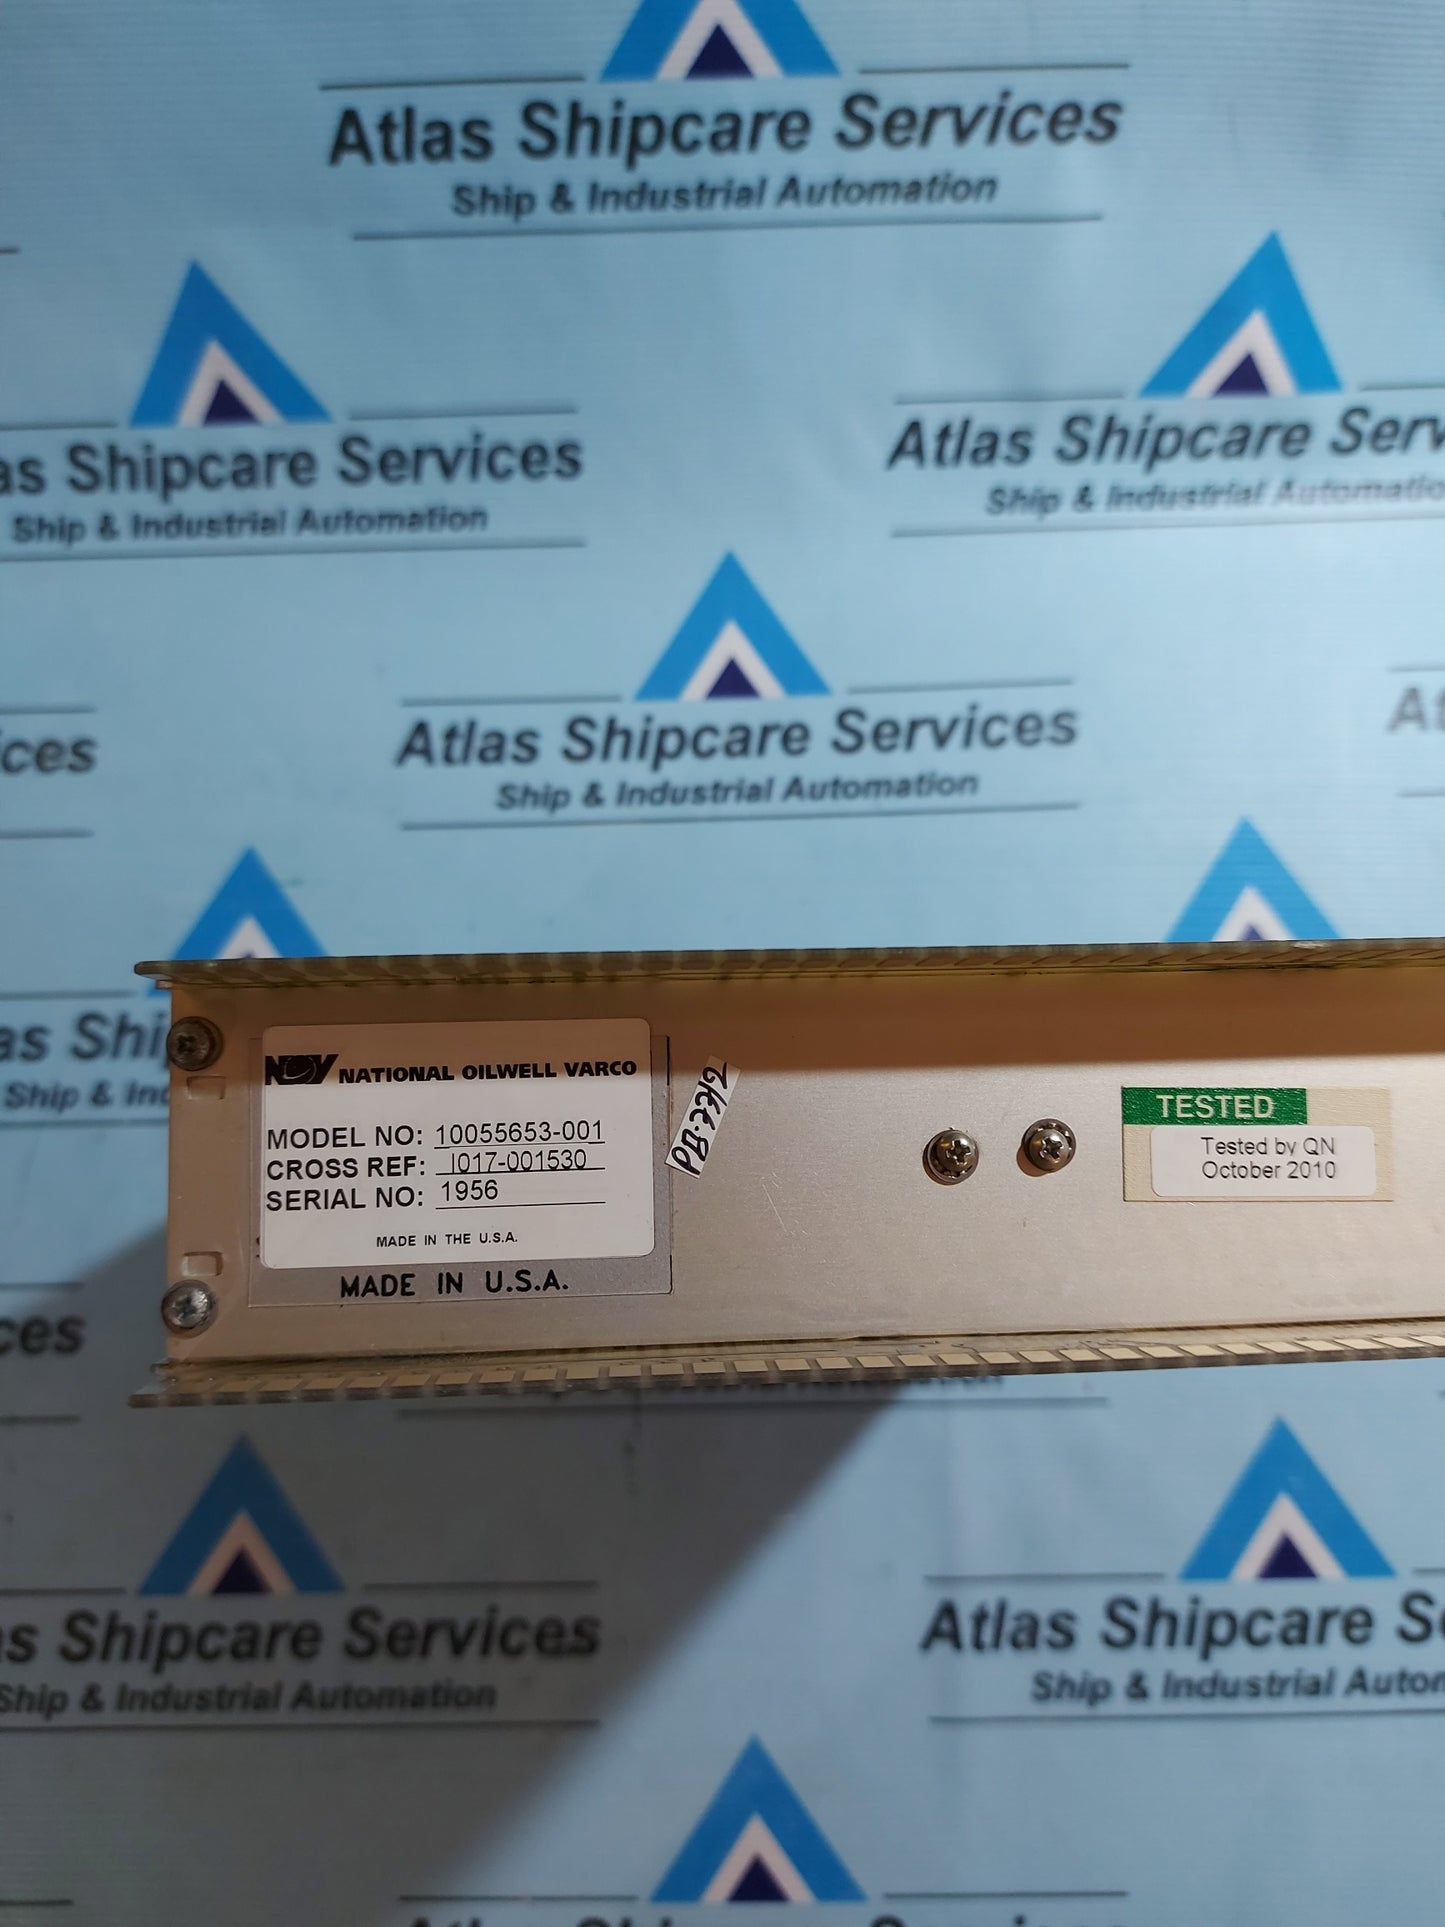 Atlas Shipcare Services
Ship & Industrial Automation
as Shipcare Services
Ship & Industrial Automation
Atlas Shipcare Serv
Ship & Industrial Automatio
ices
Atlas Shipcare Services
Ship & Industrial Automation
At
as Shi
Ship & Ind
NOV NATIONAL OILWELL VARCO
MODEL NO: 10055653-001
CROSS REF: I017-001530
SERIAL NO: 1956
MADE IN THE U.S.A.
MADE IN U.S.A.
TESTED
Tested by QN
October 2010
ces
as Shipcare Services
Ship & Industrial Automation
Atlas Shipcare Se
Ship & Industrial Autom